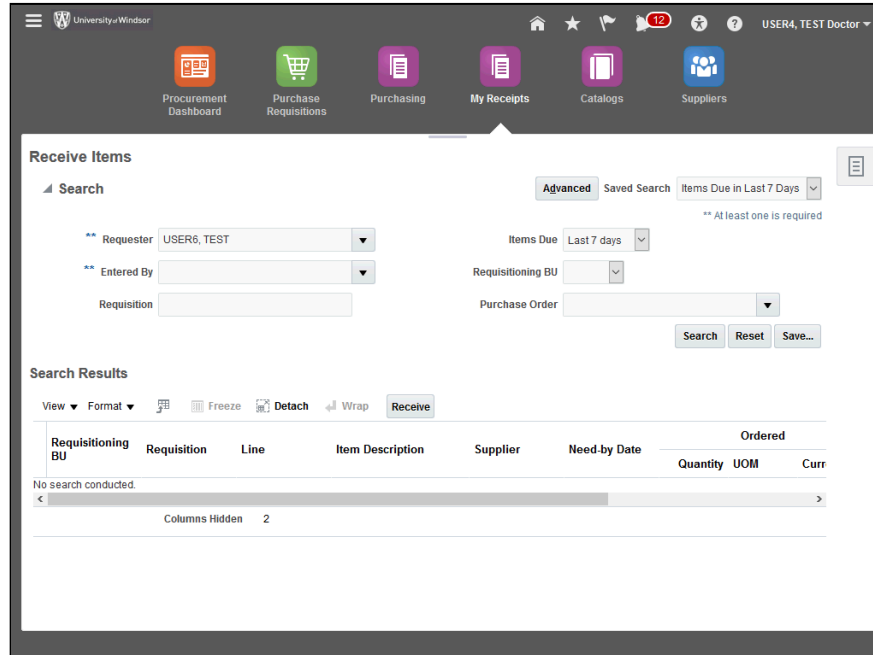 University of Windsor
12
USER4, TEST Doctor
Procurement Dashboard
Purchase Requisitions
Purchasing
My Receipts
Catalogs
Suppliers
Receive Items
Search
Advanced Saved Search Items Due in Last 7 Days
** At least one is required
** Requester USER6, TEST
Items Due Last 7 days
** Entered By
Requisitioning BU
Requisition
Purchase Order
Search Reset Save...
Search Results
View Format Freeze Detach Wrap Receive
Requisitioning BU Requisition Line Item Description Supplier Need-by Date Ordered
Quantity UOM Curr
No search conducted.
Columns Hidden 2